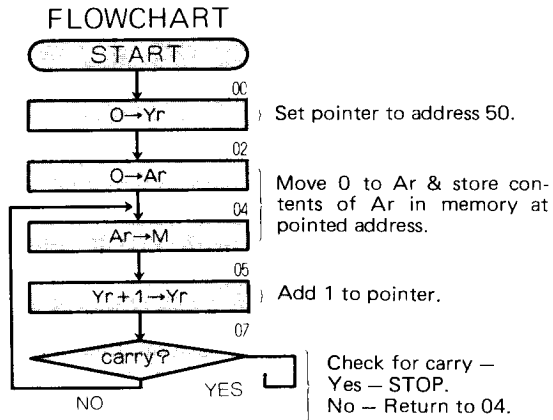 FLOWCHART
START
00
0→Yr
Set pointer to address 50.
02
0→Ar
Move 0 to Ar & store con-
tents of Ar in memory at
pointed address.
04
Ar→M
05
Yr + 1→Yr
Add 1 to pointer.
07
carry?
NO
YES
Check for carry —
Yes — STOP.
No — Return to 04.